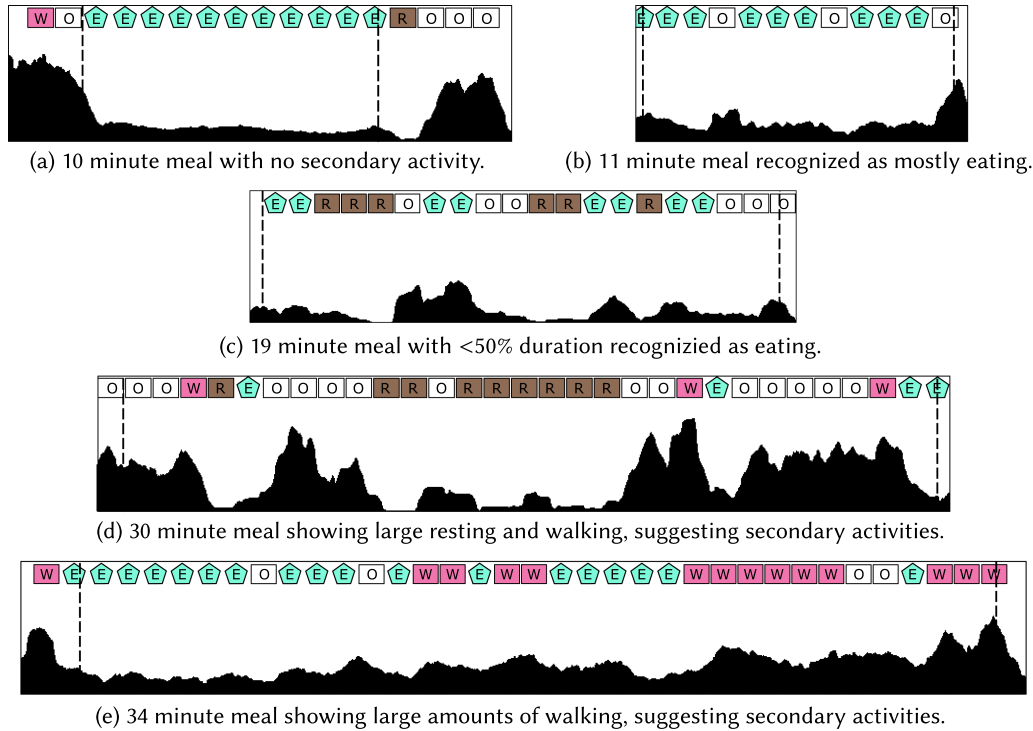 W O E E E E E E E E E E E R O O O
E E E O E E E O E E E O
(a) 10 minute meal with no secondary activity.
(b) 11 minute meal recognized as mostly eating.
E E R R R O E E O O R R E E R E E O O O
(c) 19 minute meal with <50% duration recognizied as eating.
O O O W R E O O O O R R O R R R R R R O O W E O O O O O W E E
(d) 30 minute meal showing large resting and walking, suggesting secondary activities.
W E E E E E E E O E E E O E W W E W W E E E E E W W W W W W O O E W W W
(e) 34 minute meal showing large amounts of walking, suggesting secondary activities.